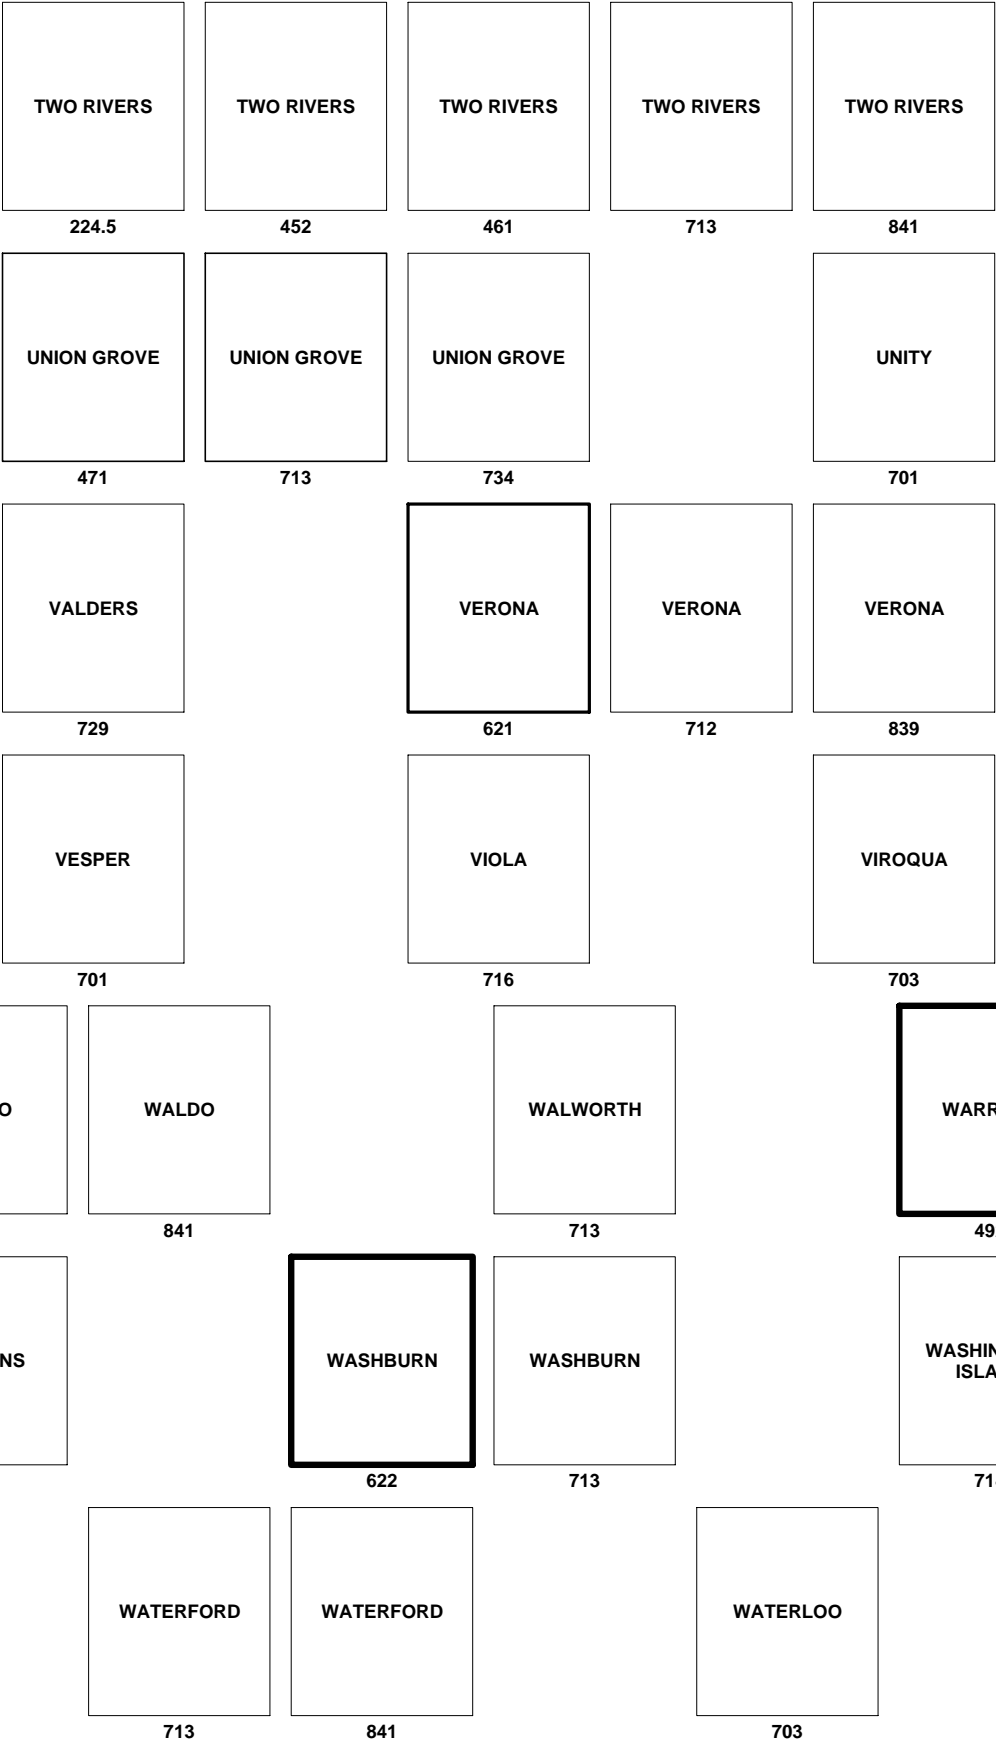 TWO RIVERS TWO RIVERS TWO RIVERS TWO RIVERS TWO RIVERS
224.5 452 461 713 841
UNION GROVE UNION GROVE UNION GROVE UNITY
471 713 734 701
VALDERS VERONA VERONA VERONA
729 621 712 839
VESPER VIOLA VIROQUA
701 716 703
WALDO WALWORTH
841 713
WASHBURN WASHBURN
622 713
WATERFORD WATERFORD WATERLOO
713 841 703